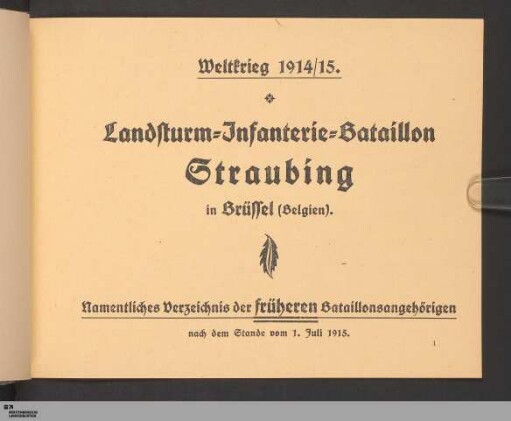 Weltkrieg 1914/15.
Landsturm=Infanterie=Bataillon
Straubing
in Brüssel (Belgien).
Namentliches Verzeichnis der früheren Bataillonsangehörigen
nach dem Stande vom 1. Juli 1915.
1